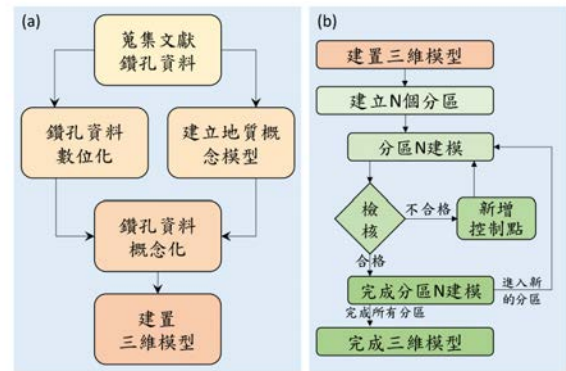 (a)
蒐集文獻
鑽孔資料
鑽孔資料
數位化
建立地質概
念模型
鑽孔資料
概念化
建置
三維模型
(b)
建置三維模型
建立N個分區
分區N建模
檢
核
不合格
新增
控制點
合格
完成分區N建模
進入新
的分區
完成所有分區
完成三維模型